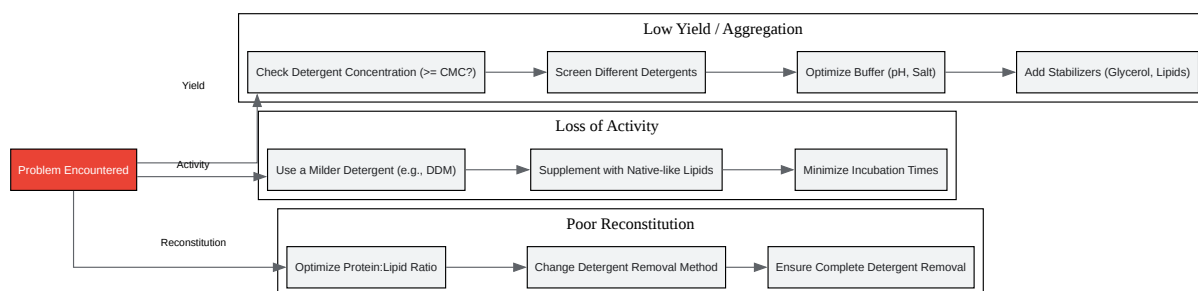 Low Yield / Aggregation
Check Detergent Concentration (>= CMC?)
Screen Different Detergents
Optimize Buffer (pH, Salt)
Add Stabilizers (Glycerol, Lipids)
Yield
Loss of Activity
Problem Encountered
Activity
Use a Milder Detergent (e.g., DDM)
Supplement with Native-like Lipids
Minimize Incubation Times
Poor Reconstitution
Reconstitution
Optimize Protein:Lipid Ratio
Change Detergent Removal Method
Ensure Complete Detergent Removal